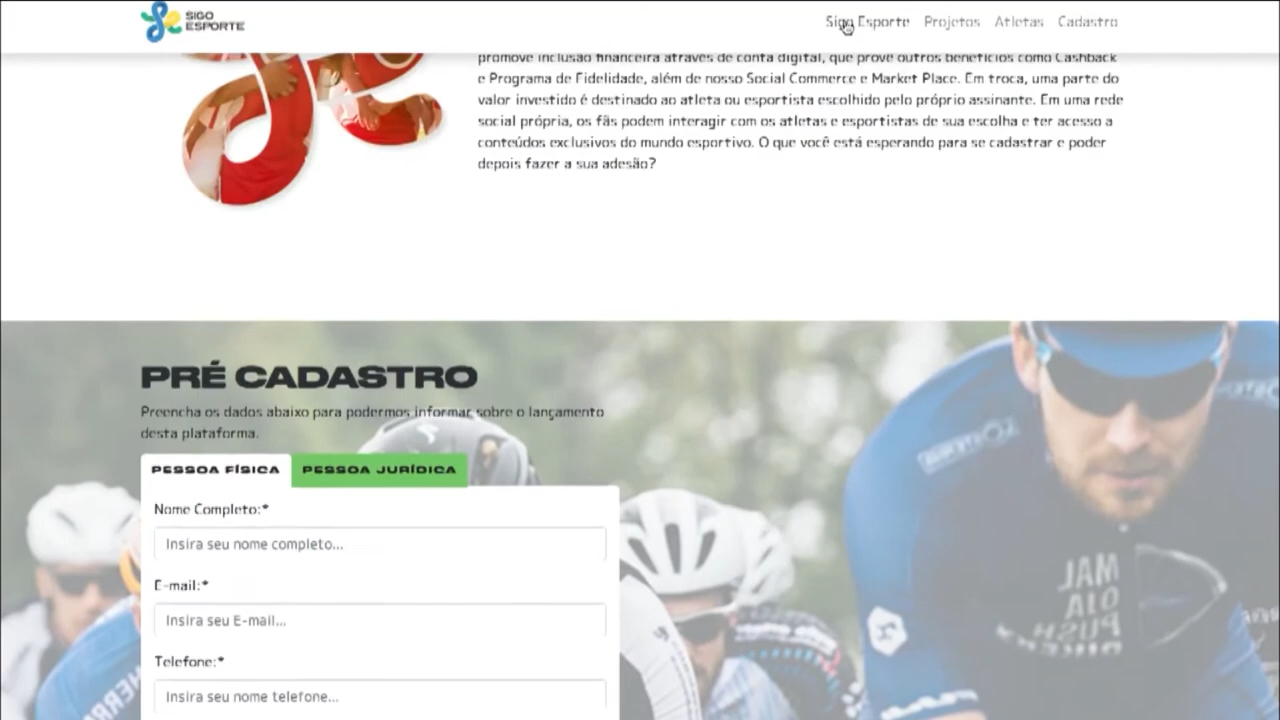 SIGO
ESPORTE
Sigo Esporte Projetos Atletas Cadastro
promove inclusão financeira através de conta digital, que provê outros benefícios como Cashback
e Programa de Fidelidade, além de nosso Social Commerce e Market Place. Em troca, uma parte do
valor investido é destinado ao atleta ou esportista escolhido pelo próprio assinante. Em uma rede
social própria, os fãs podem interagir com os atletas e esportistas de sua escolha e ter acesso a
conteúdos exclusivos do mundo esportivo. O que você está esperando para se cadastrar e poder
depois fazer a sua adesão?
PRÉ CADASTRO
Preencha os dados abaixo para podermos informar sobre o lançamento
desta plataforma.
PESSOA FÍSICA PESSOA JURÍDICA
Nome Completo:*
Insira seu nome completo...
E-mail:*
Insira seu E-mail...
Telefone:*
Insira seu nome telefone...